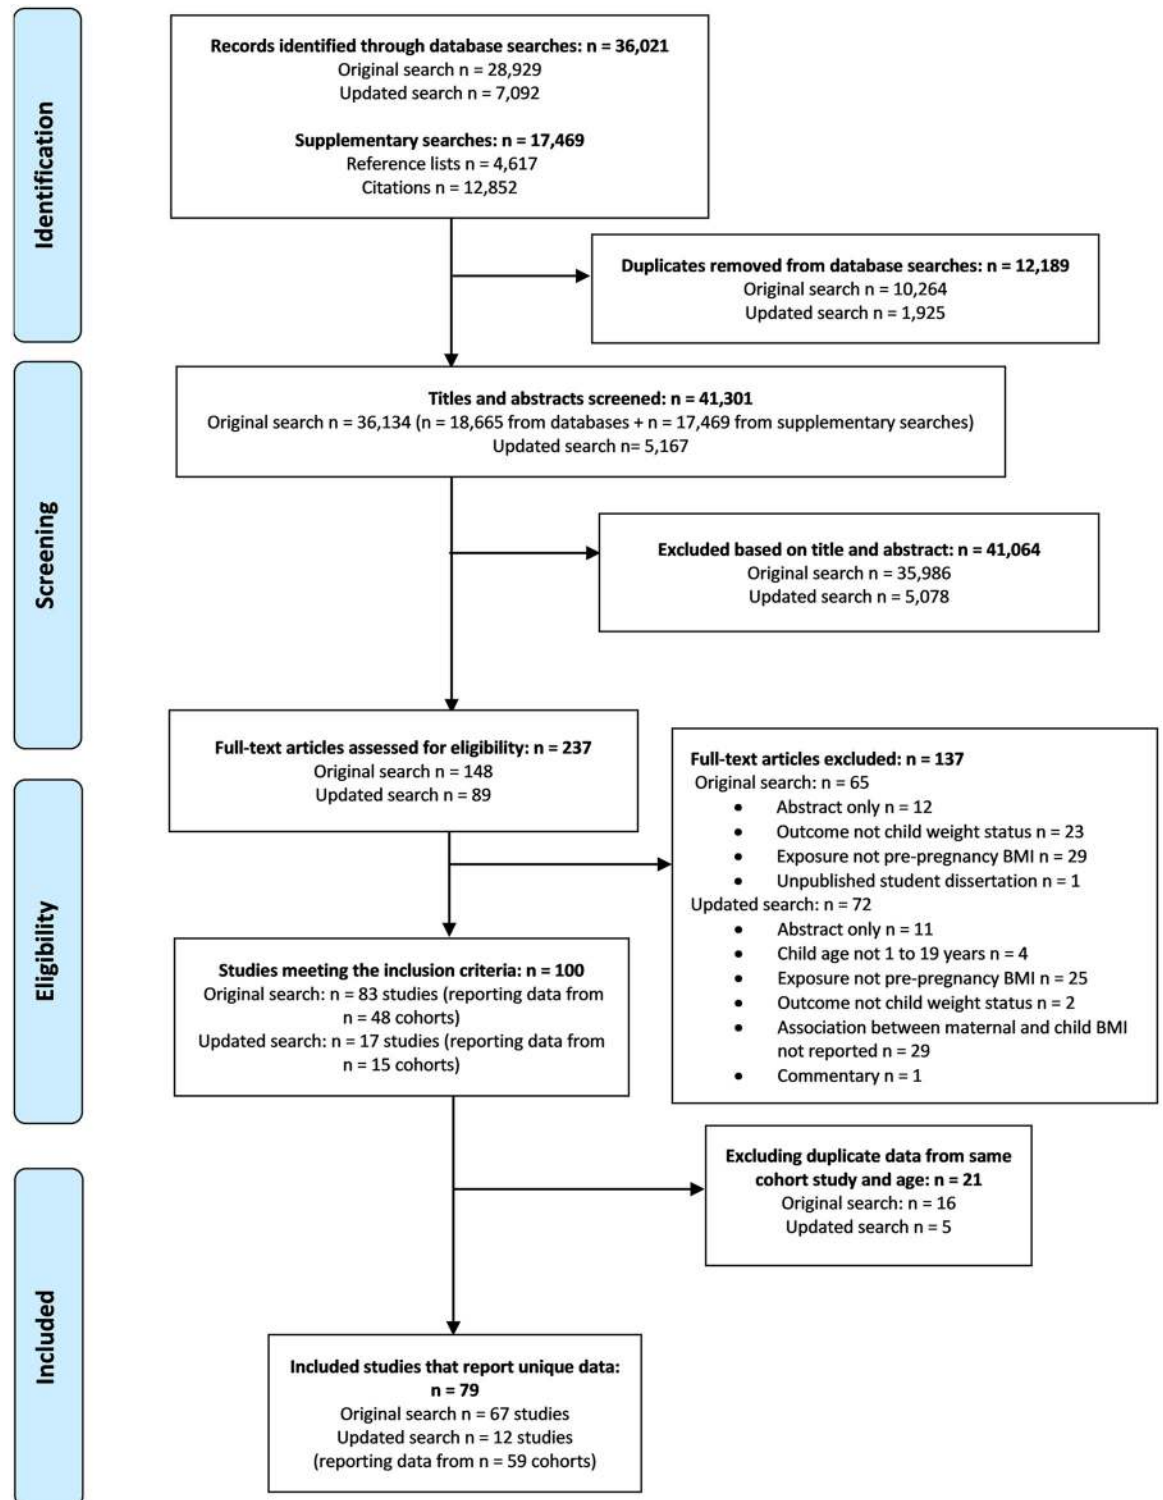 Identification
Records identified through database searches: n = 36,021
Original search n = 28,929
Updated search n = 7,092
Supplementary searches: n = 17,469
Reference lists n = 4,617
Citations n = 12,852
Duplicates removed from database searches: n = 12,189
Original search n = 10,264
Updated search n = 1,925
Screening
Titles and abstracts screened: n = 41,301
Original search n = 36,134 (n = 18,665 from databases + n = 17,469 from supplementary searches)
Updated search n= 5,167
Excluded based on title and abstract: n = 41,064
Original search n = 35,986
Updated search n = 5,078
Full-text articles assessed for eligibility: n = 237
Original search n = 148
Updated search n = 89
Eligibility
Full-text articles excluded: n = 137
Original search: n = 65
• Abstract only n = 12
• Outcome not child weight status n = 23
• Exposure not pre-pregnancy BMI n = 29
• Unpublished student dissertation n = 1
Updated search: n = 72
• Abstract only n = 11
• Child age not 1 to 19 years n = 4
• Exposure not pre-pregnancy BMI n = 25
• Outcome not child weight status n = 2
• Association between maternal and child BMI
not reported n = 29
• Commentary n = 1
Studies meeting the inclusion criteria: n = 100
Original search: n = 83 studies (reporting data from
n = 48 cohorts)
Updated search: n = 17 studies (reporting data from
n = 15 cohorts)
Excluding duplicate data from same
cohort study and age: n = 21
Original search: n = 16
Updated search n = 5
Included
Included studies that report unique data:
n = 79
Original search n = 67 studies
Updated search n = 12 studies
(reporting data from n = 59 cohorts)